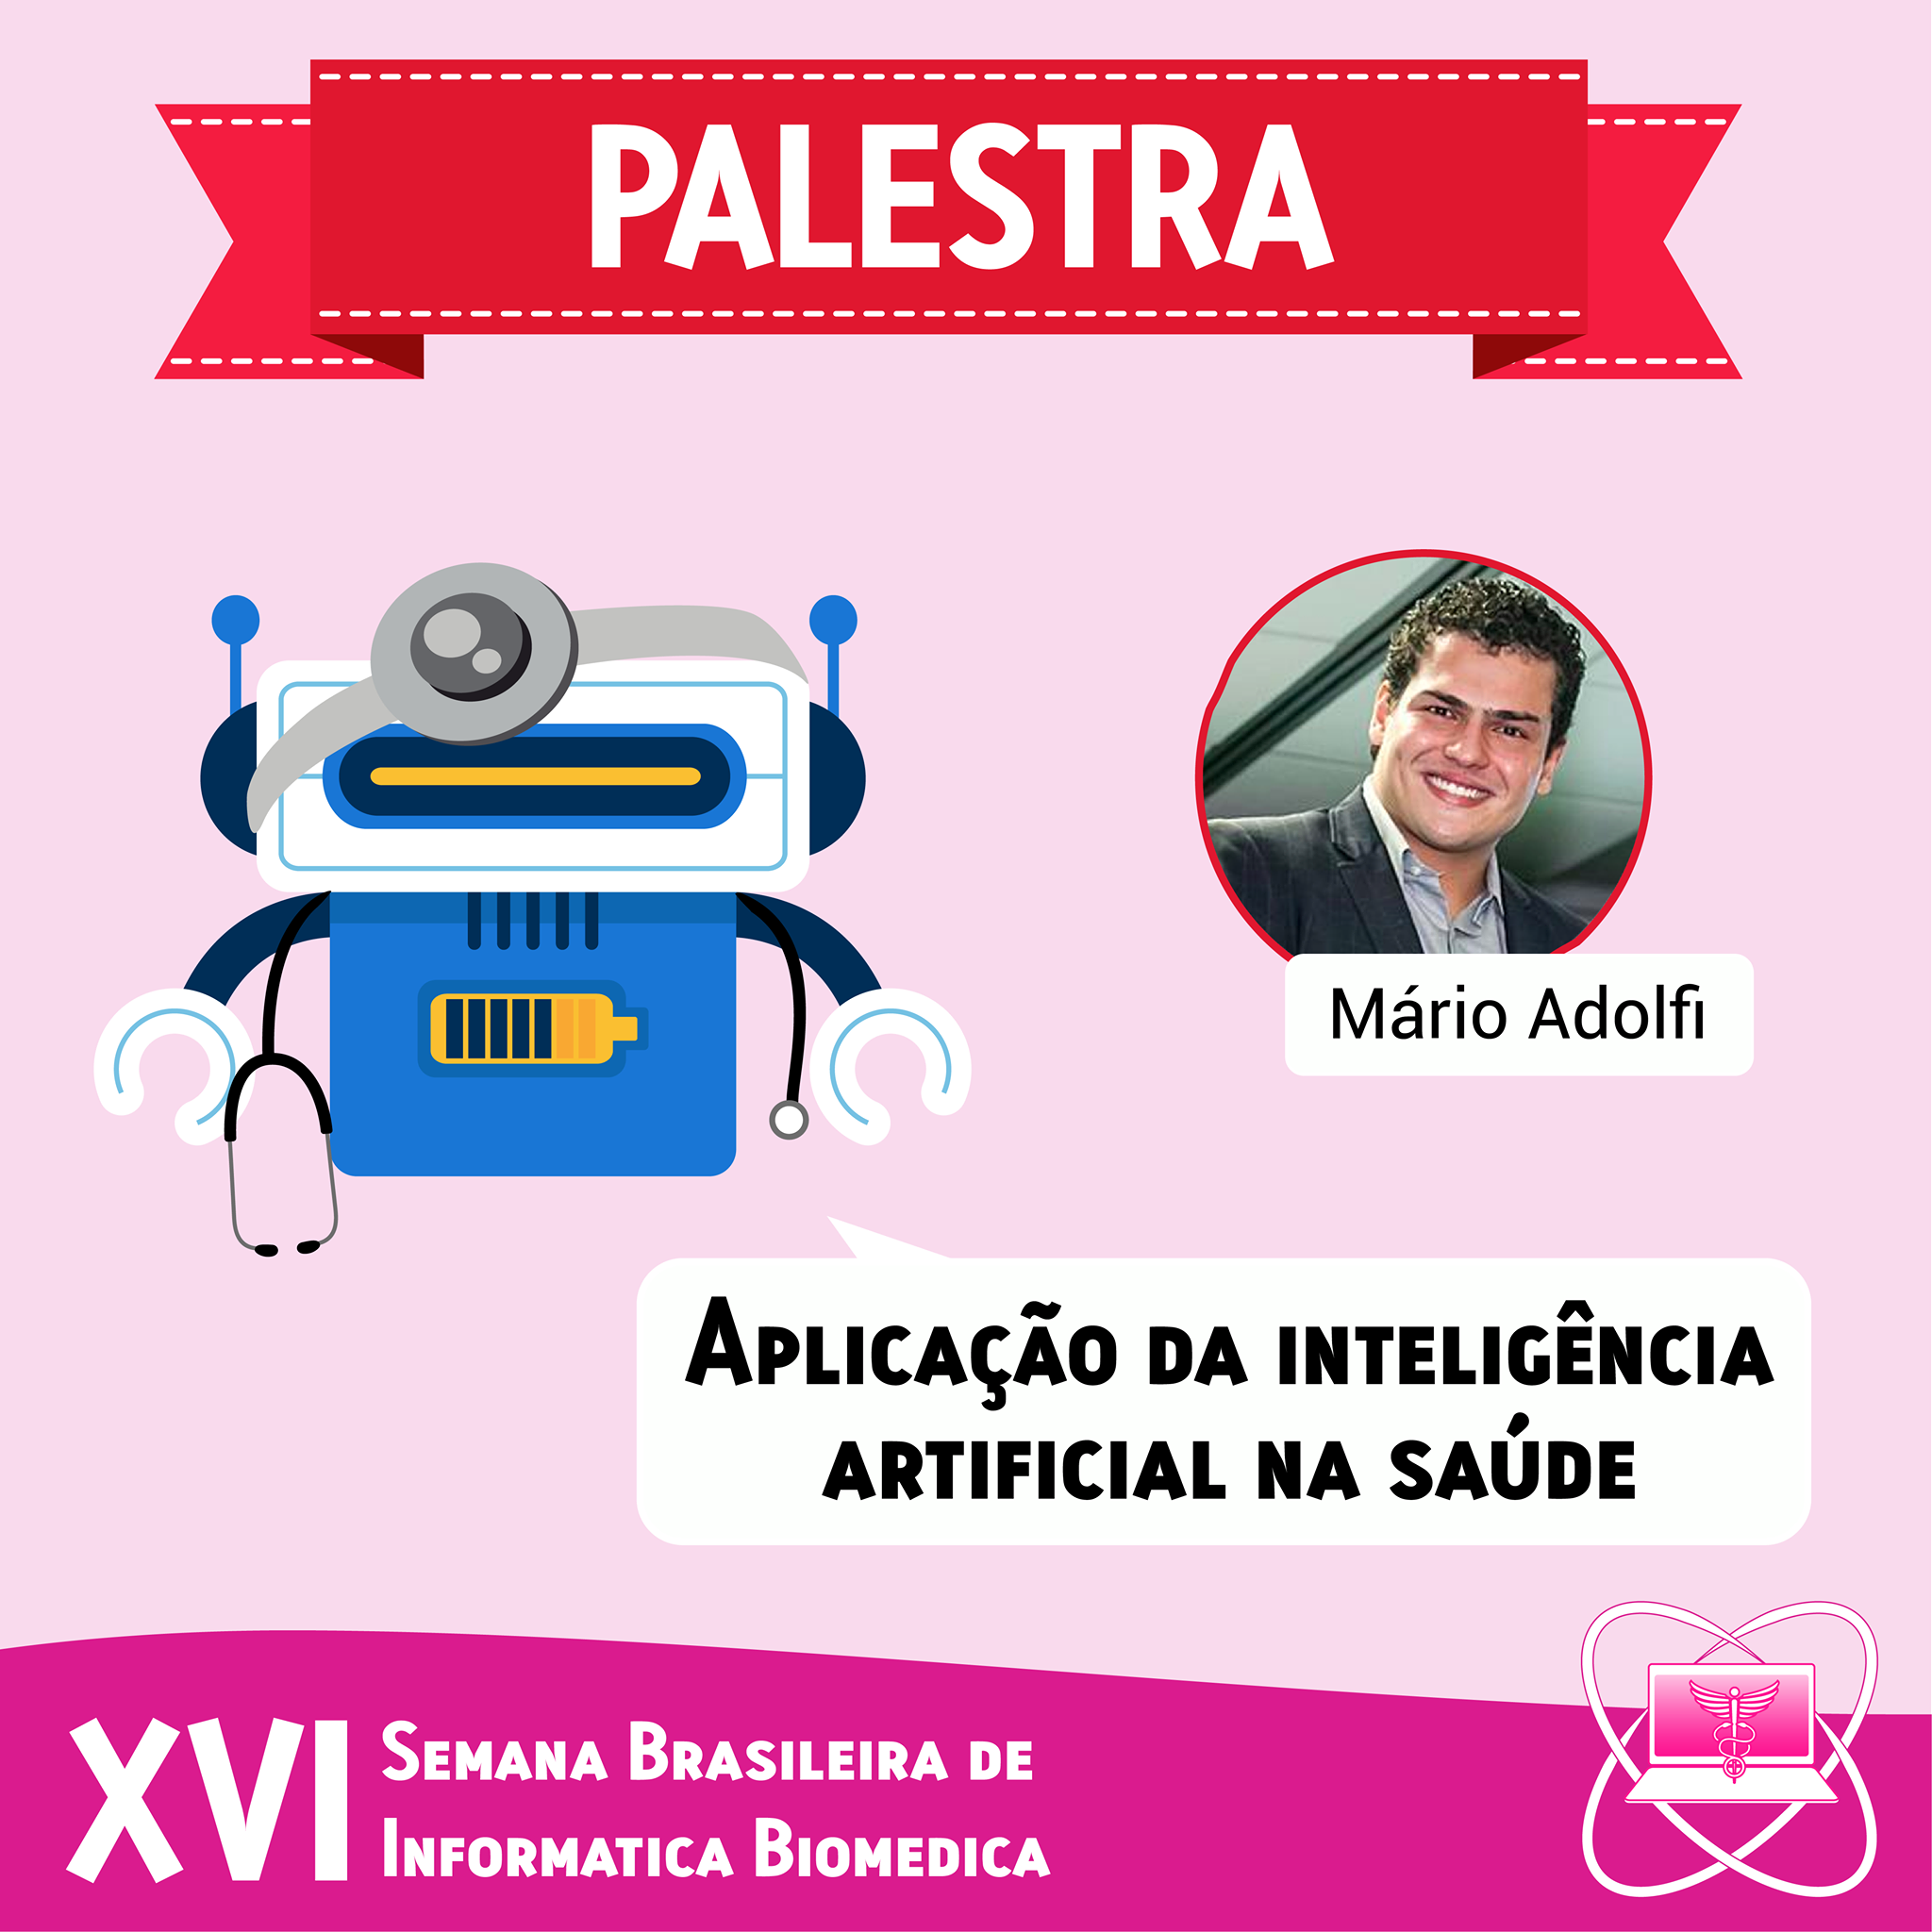 PALESTRA
Mário Adolfi
Aplicação da inteligência
artificial na saúde
XVI
Semana Brasileira de
Informatica Biomedica